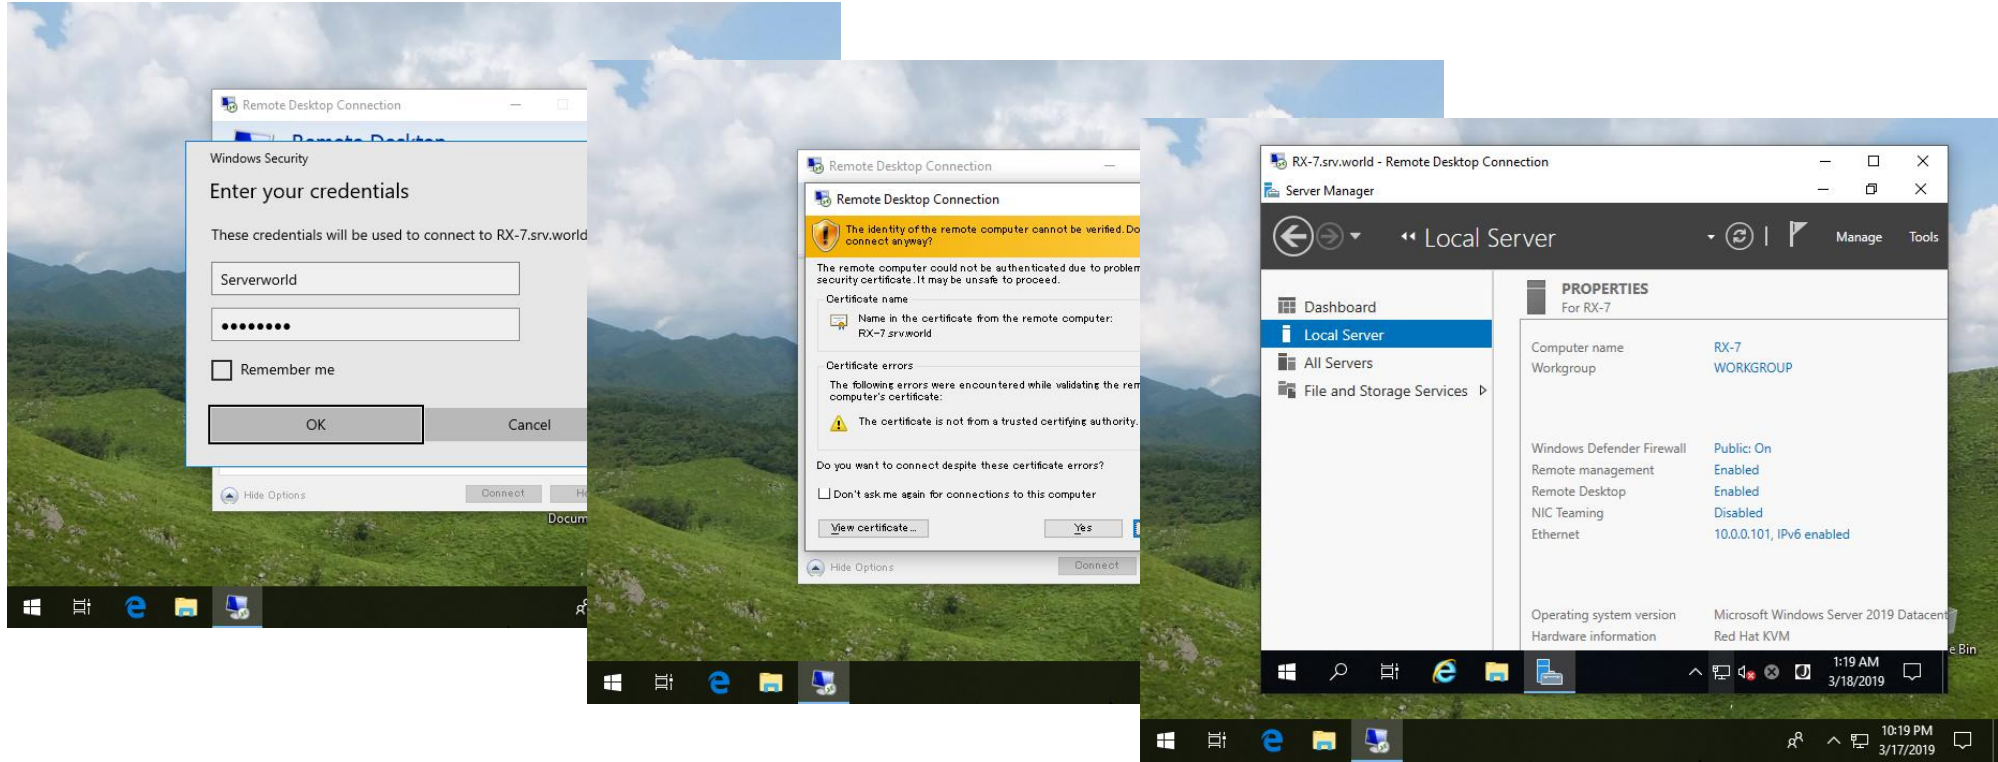 Remote Desktop Connection
Remote Desktop
Windows Security
Enter your credentials
These credentials will be used to connect to RX-7.srv.world
Serverworld
Remember me
OK
Cancel
Hide Options
Connect
Remote Desktop Connection
Remote Desktop Connection
The identity of the remote computer cannot be verified. Do
connect anyway?
The remote computer could not be authenticated due to problem
security certificate. It may be unsafe to proceed.
Certificate name
Name in the certificate from the remote computer:
RX-7.srv.world
Certificate errors
The following errors were encountered while validating the rem
computer's certificate:
The certificate is not from a trusted certifying authority.
Do you want to connect despite these certificate errors?
Don't ask me again for connections to this computer
View certificate...
Yes
Hide Options
Connect
RX-7.srv.world - Remote Desktop Connection
Server Manager
Local Server
Manage
Tools
Dashboard
Local Server
All Servers
File and Storage Services
PROPERTIES
For RX-7
Computer name RX-7
Workgroup WORKGROUP
Windows Defender Firewall Public: On
Remote management Enabled
Remote Desktop Enabled
NIC Teaming Disabled
Ethernet 10.0.0.101, IPv6 enabled
Operating system version Microsoft Windows Server 2019 Datacent
Hardware information Red Hat KVM
e Bin
1:19 AM
3/18/2019
10:19 PM
3/17/2019